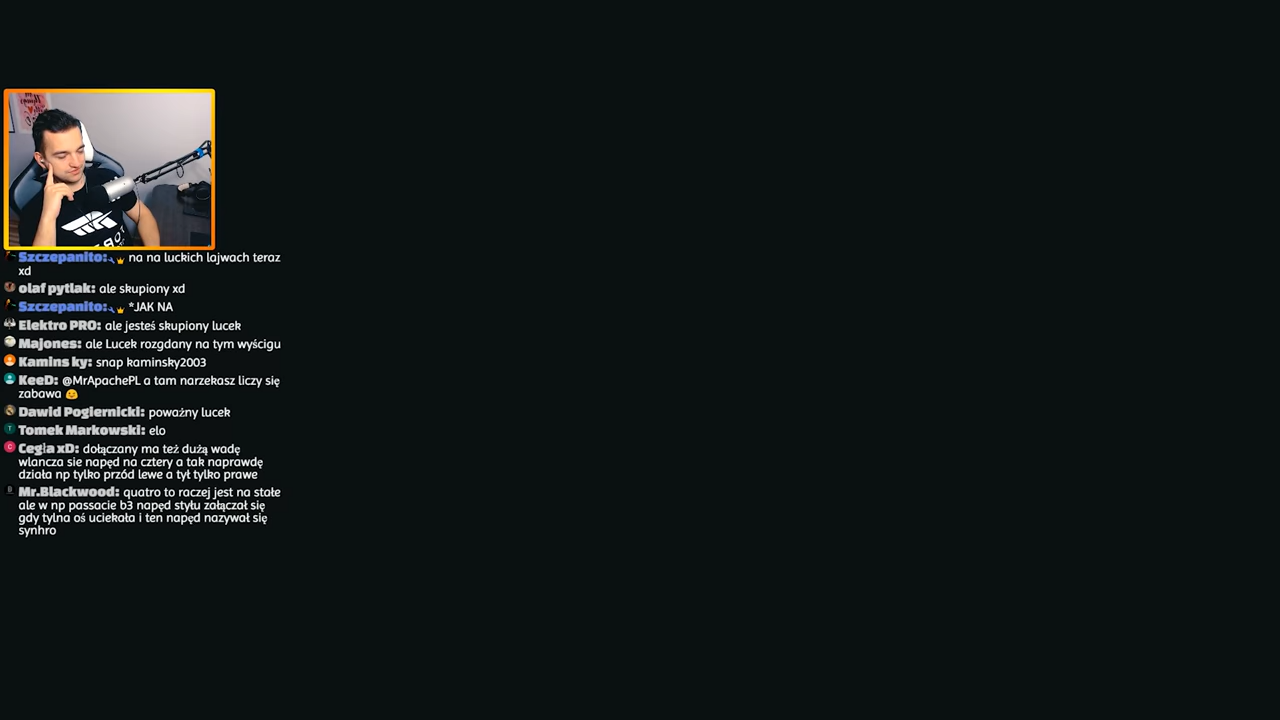 Szczepanito: na na luckich lajwach teraz
xd
olaf pytlak: ale skupiony xd
Szczepanito: *JAK NA
Elektro PRO: ale jesteś skupiony lucek
Majones: ale Lucek rozgdany na tym wyścigu
Kamins ky: snap kaminsky2003
KeeD: @MrApachePL a tam narzekasz liczy się
zabawa 😀
Dawid Pogiernicki: poważny lucek
Tomek Markowski: elo
Cegła xD: dołączany ma też dużą wadę
wlancza sie napęd na cztery a tak naprawdę
działa np tylko przód lewe a tył tylko prawe
Mr.Blackwood: quatro to raczej jest na stałe
ale w np passacie b3 napęd styłu załączał się
gdy tylna oś uciekała i ten napęd nazywał się
synhro